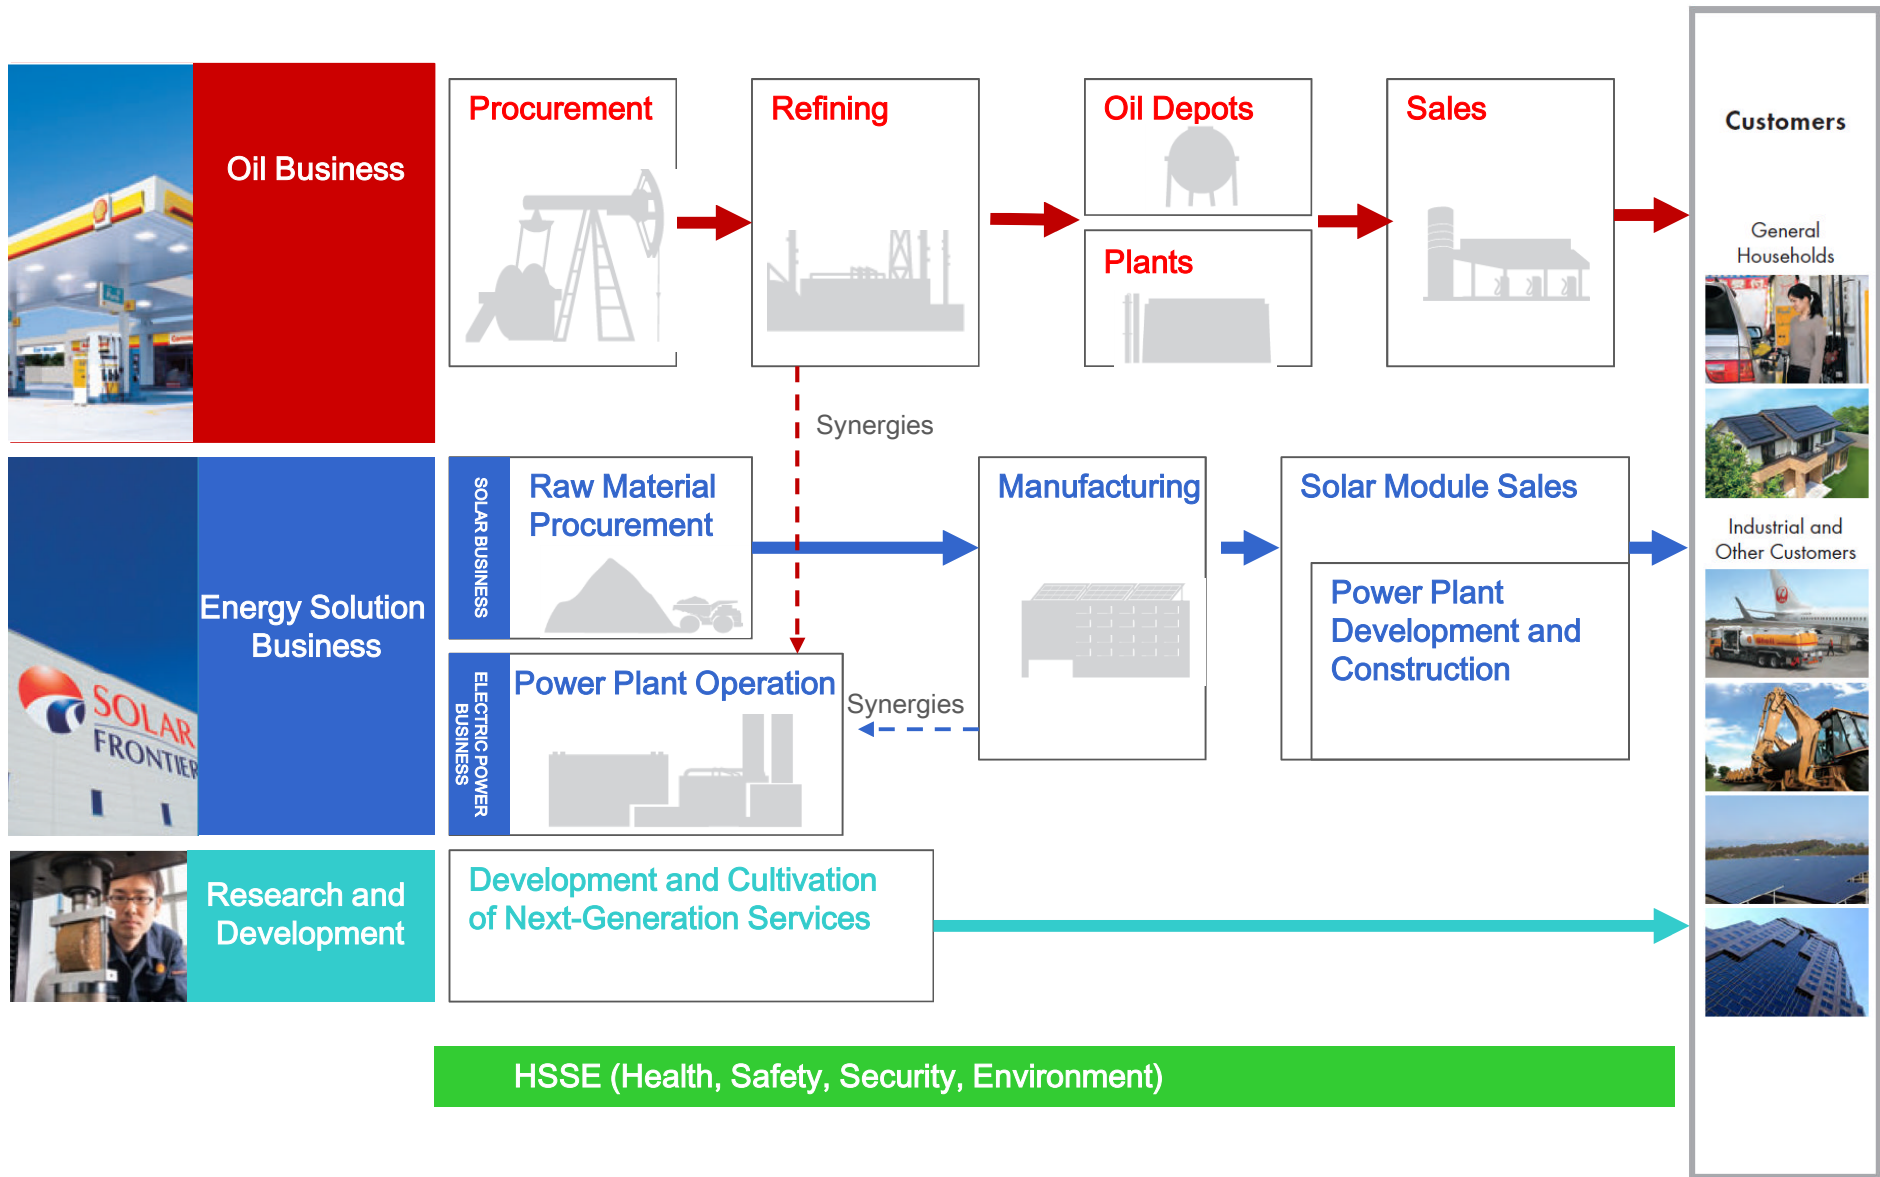 Oil Business
Procurement
Refining
Oil Depots
Plants
Sales
Customers
General
Households
Synergies
Energy Solution
Business
SOLAR BUSINESS
Raw Material
Procurement
Manufacturing
Solar Module Sales
Power Plant
Development and
Construction
Industrial and
Other Customers
ELECTRIC POWER
BUSINESS
Power Plant Operation
Synergies
SOLAR
FRONTIER
Research and
Development
Development and Cultivation
of Next-Generation Services
HSSE (Health, Safety, Security, Environment)